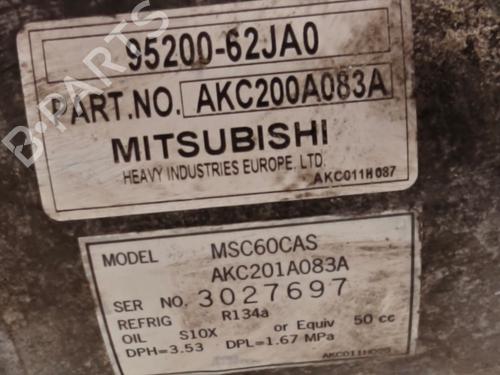 95200-62JA0
PART.NO. AKC200A083A
MITSUBISHI
HEAVY INDUSTRIES EUROPE, LTD.
AKC011H087
MODEL MSC60CAS
AKC201A083A
SER NO. 3027697
REFRIG R134a
OIL S10X or Equiv 50 cc
DPH=3.53 DPL=1.67 MPa
B-PARTS